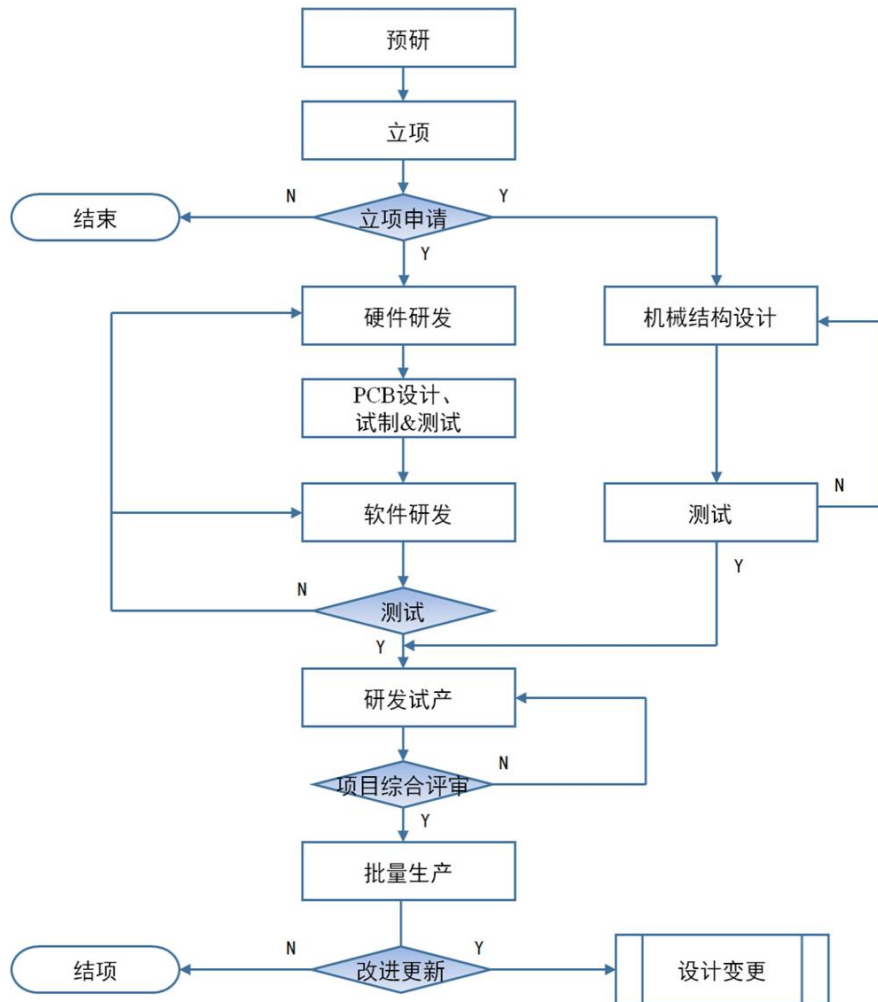 预研
立项
N
Y
结束
立项申请
Y
硬件研发
机械结构设计
PCB设计、
试制&测试
软件研发
测试
N
N
Y
测试
Y
研发试产
N
项目综合评审
Y
批量生产
N
Y
结项
改进更新
设计变更